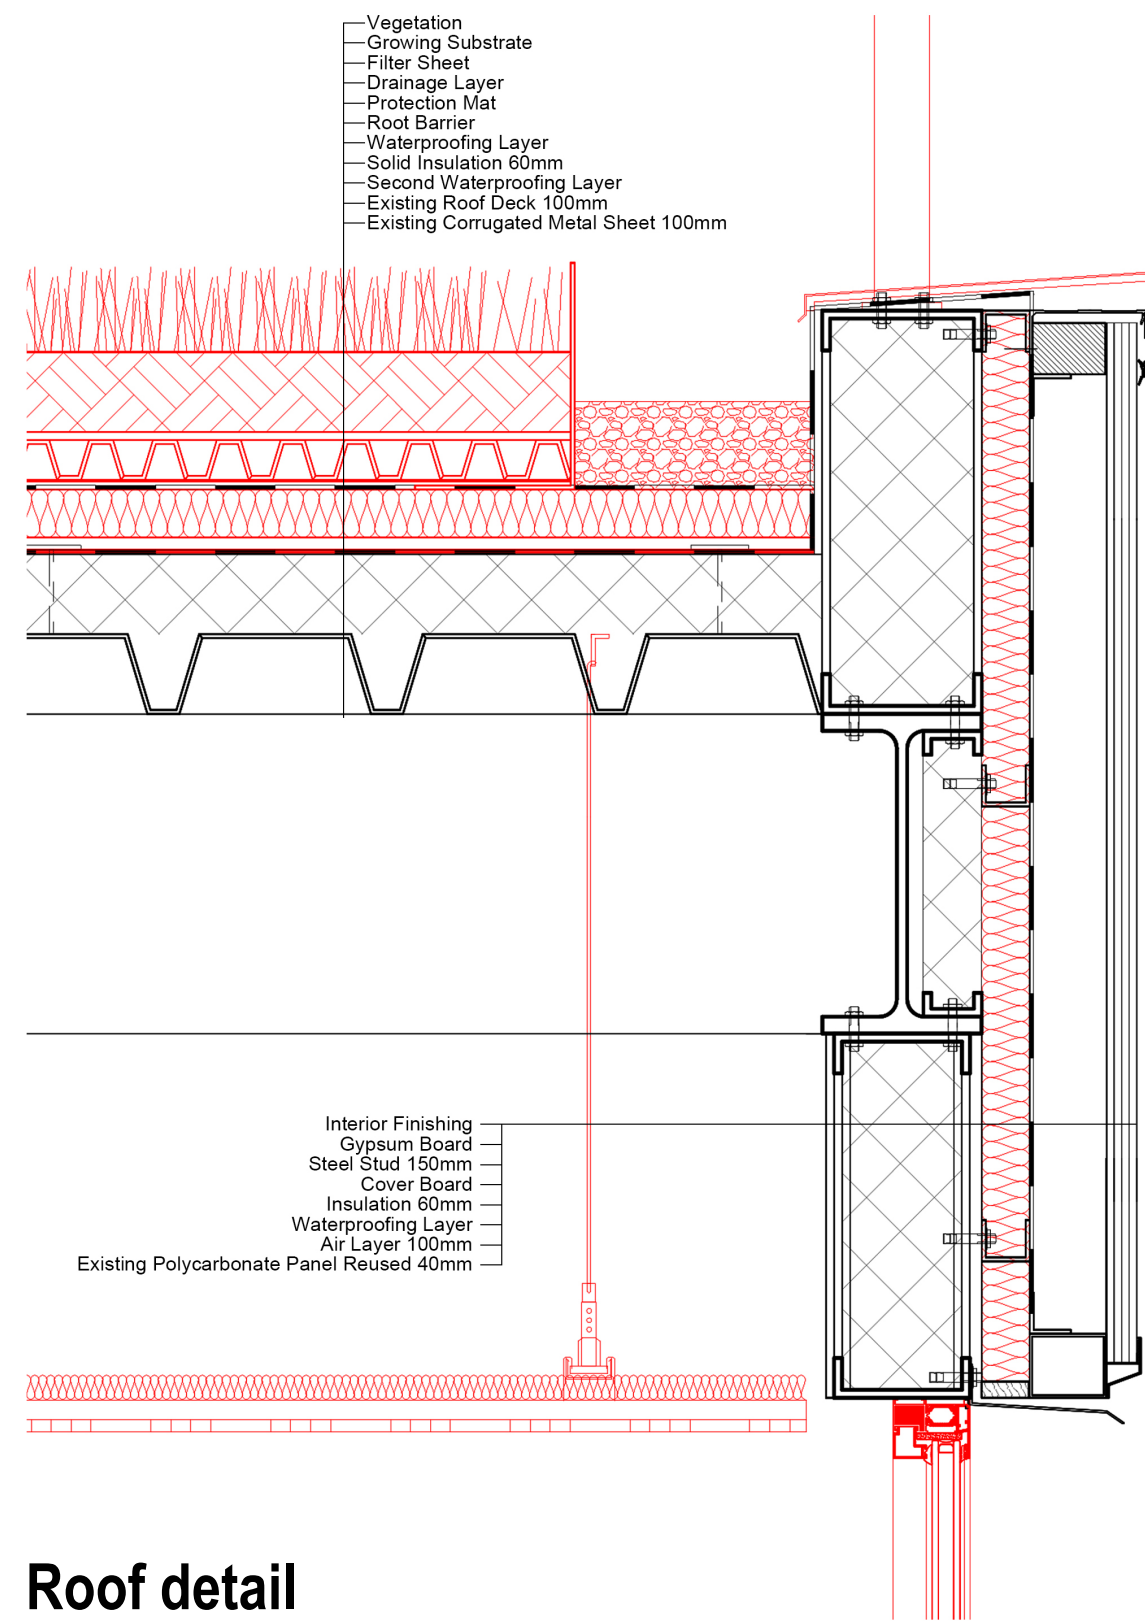 Vegetation
Growing Substrate
Filter Sheet
Drainage Layer
Protection Mat
Root Barrier
Waterproofing Layer
Solid Insulation 60mm
Second Waterproofing Layer
Existing Roof Deck 100mm
Existing Corrugated Metal Sheet 100mm
Interior Finishing
Gypsum Board
Steel Stud 150mm
Cover Board
Insulation 60mm
Waterproofing Layer
Air Layer 100mm
Existing Polycarbonate Panel Reused 40mm
Roof detail